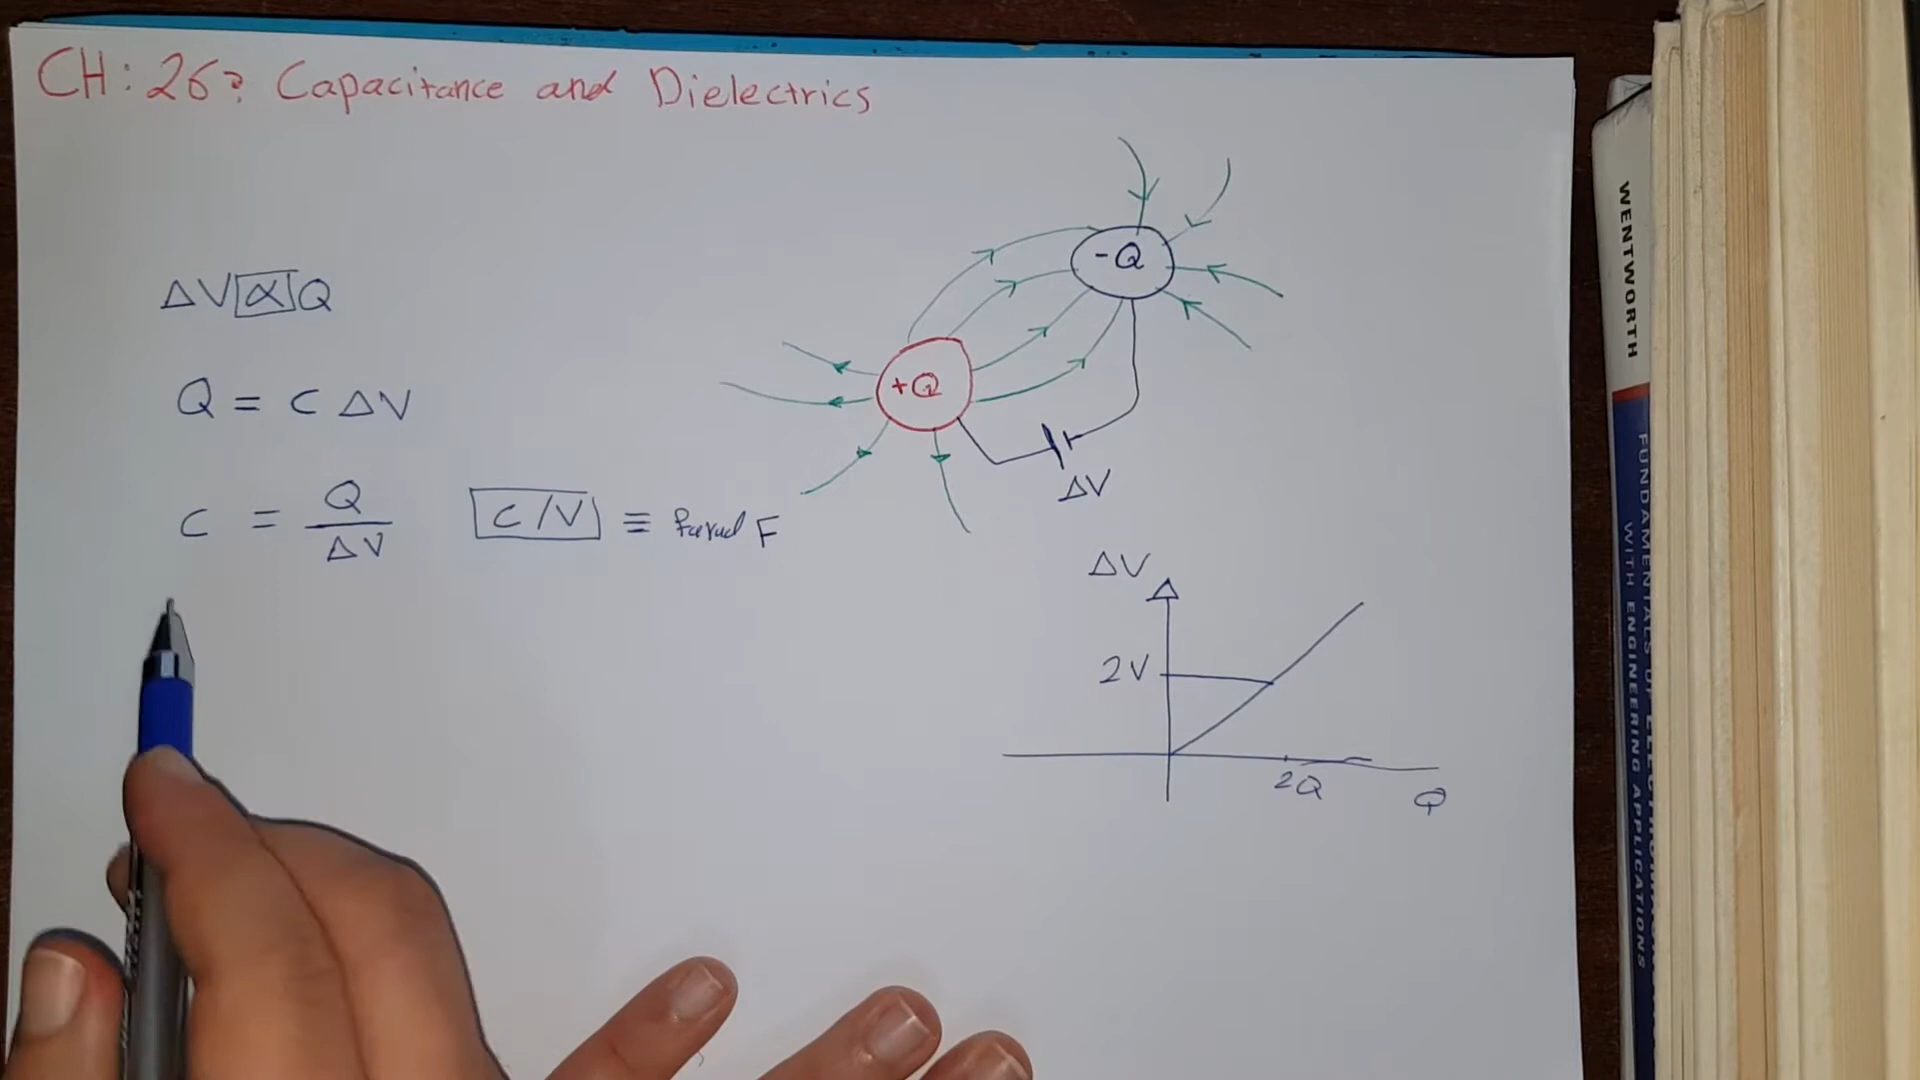 CH: 26: Capacitance and Dielectrics
ΔV α Q
Q = C ΔV
C = Q / ΔV
C/V ≡ Farad F
-Q
+Q
ΔV
ΔV
2V
2Q
Q
WENTWORTH
FUNDAMENTALS OF
WITH ENGINEERING APPLICATIONS